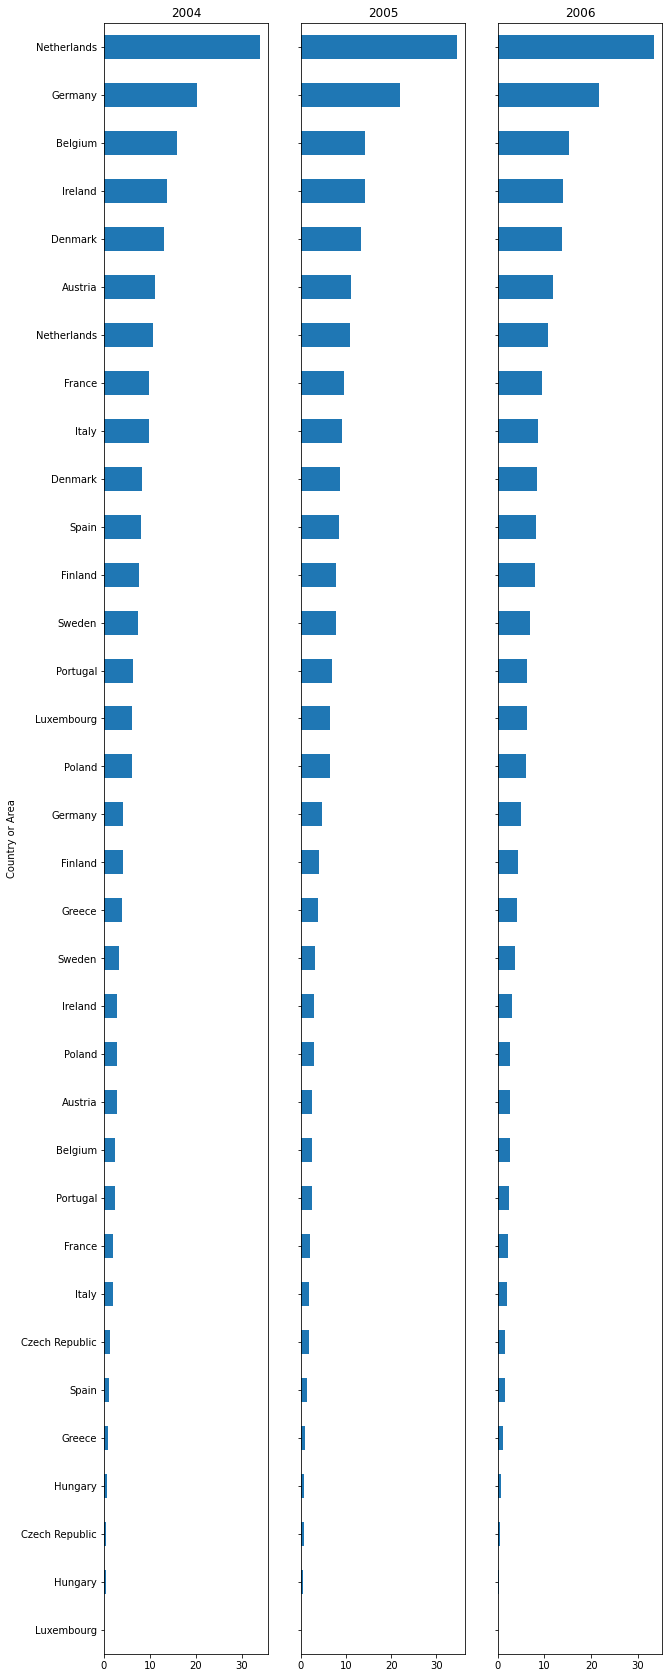 2004 2005 2006
Netherlands
Germany
Belgium
Ireland
Denmark
Austria
Netherlands
France
Italy
Denmark
Spain
Finland
Sweden
Portugal
Luxembourg
Poland
Germany
Finland
Greece
Sweden
Ireland
Poland
Austria
Belgium
Portugal
France
Italy
Czech Republic
Spain
Greece
Hungary
Czech Republic
Hungary
Luxembourg
Country or Area
0 10 20 30 0 10 20 30 0 10 20 30